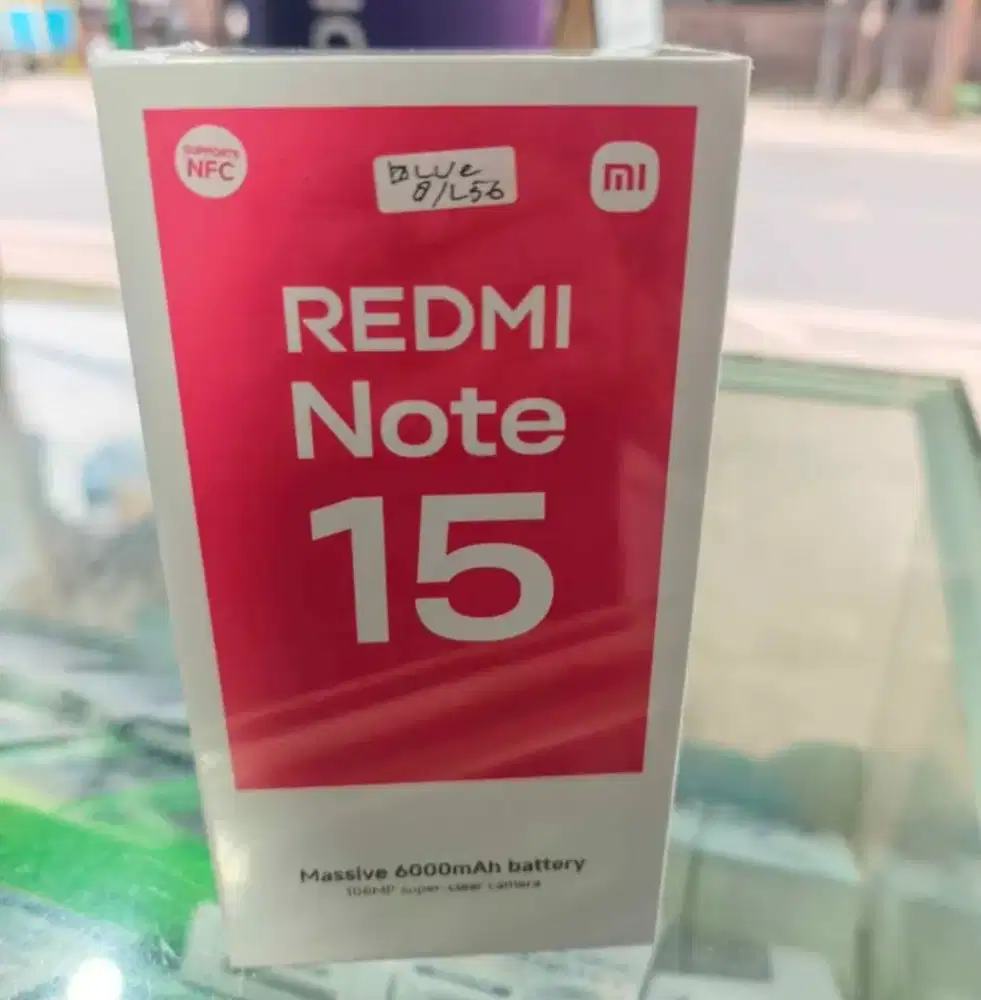 SUPPORTS
NFC
BLUe
8/256
mi
REDMI
Note
15
Massive 6000mAh battery
108MP super-clear camera